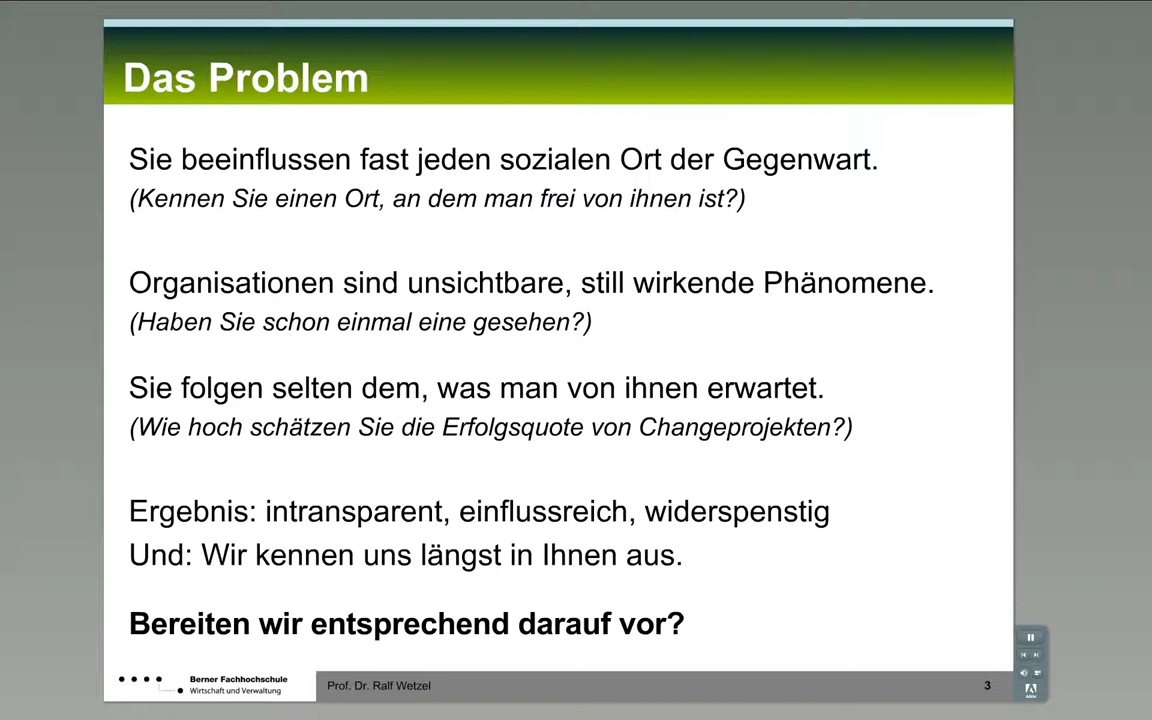 Das Problem
Sie beeinflussen fast jeden sozialen Ort der Gegenwart.
(Kennen Sie einen Ort, an dem man frei von ihnen ist?)
Organisationen sind unsichtbare, still wirkende Phänomene.
(Haben Sie schon einmal eine gesehen?)
Sie folgen selten dem, was man von ihnen erwartet.
(Wie hoch schätzen Sie die Erfolgsquote von Changeprojekten?)
Ergebnis: intransparent, einflussreich, widerspenstig
Und: Wir kennen uns längst in Ihnen aus.
Bereiten wir entsprechend darauf vor?
Berner Fachhochschule
Wirtschaft und Verwaltung
Prof. Dr. Ralf Wetzel
3